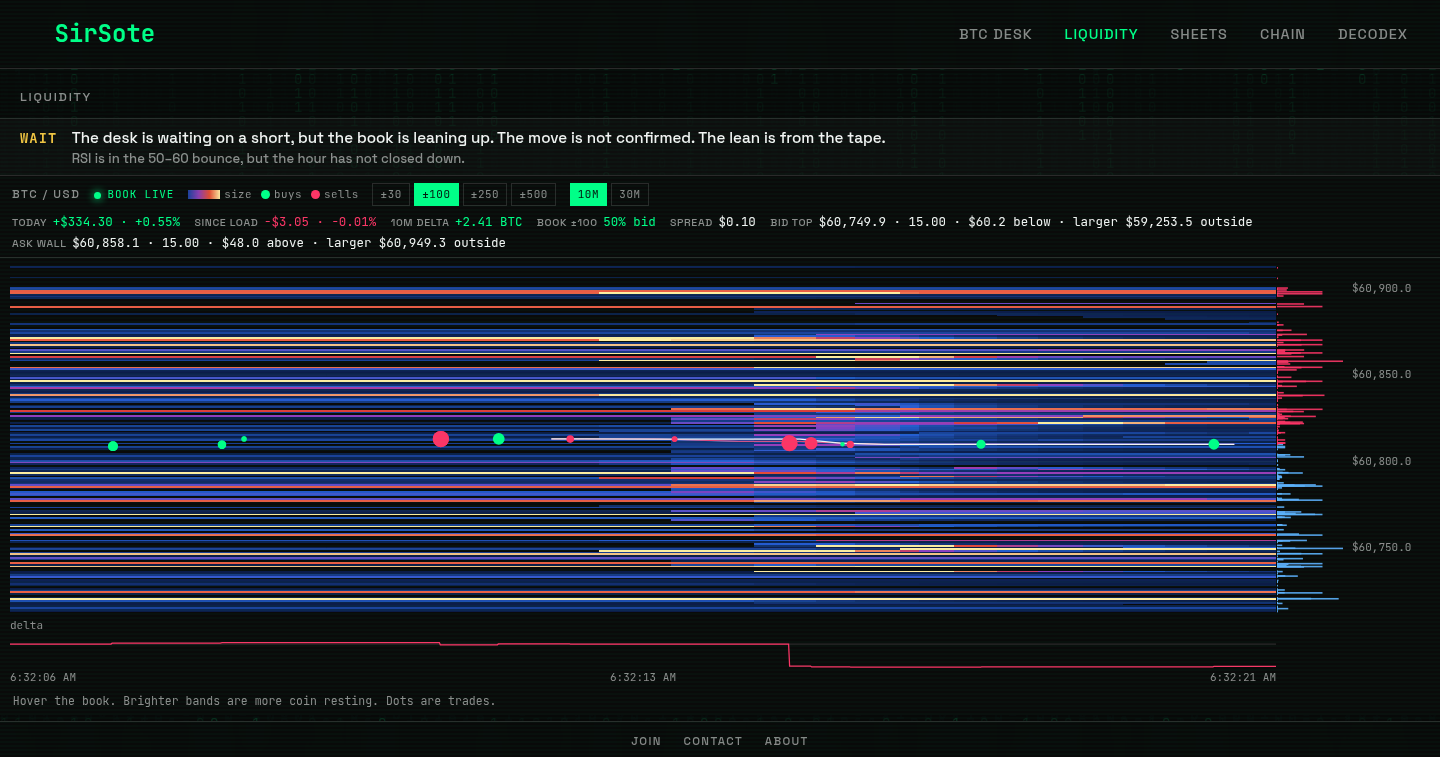 SirSote
BTC DESK LIQUIDITY SHEETS CHAIN DECODEX
LIQUIDITY
WAIT The desk is waiting on a short, but the book is leaning up. The move is not confirmed. The lean is from the tape.
RSI is in the 50–60 bounce, but the hour has not closed down.
BTC / USD BOOK LIVE size buys sells ±30 ±100 ±250 ±500 10M 30M
TODAY +$334.30 · +0.55% SINCE LOAD -$3.05 · -0.01% 10M DELTA +2.41 BTC BOOK ±100 50% bid SPREAD $0.10 BID TOP $60,749.9 · 15.00 · $60.2 below · larger $59,253.5 outside
ASK WALL $60,858.1 · 15.00 · $48.0 above · larger $60,949.3 outside
$60,900.0
$60,850.0
$60,800.0
$60,750.0
delta
6:32:06 AM 6:32:13 AM 6:32:21 AM
Hover the book. Brighter bands are more coin resting. Dots are trades.
JOIN CONTACT ABOUT